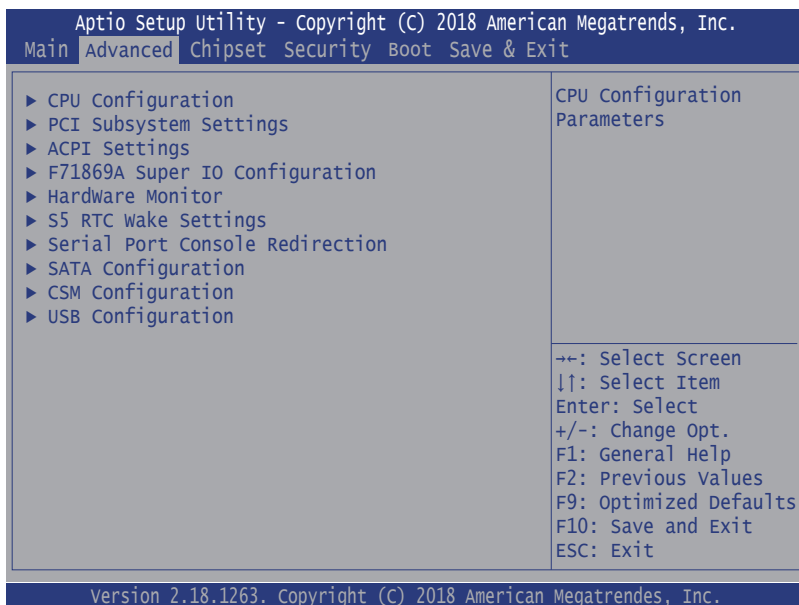 Aptio Setup Utility - Copyright (C) 2018 American Megatrends, Inc.
Main Advanced Chipset Security Boot Save & Exit
▶ CPU Configuration
▶ PCI Subsystem Settings
▶ ACPI Settings
▶ F71869A Super IO Configuration
▶ HardWare Monitor
▶ S5 RTC Wake Settings
▶ Serial Port Console Redirection
▶ SATA Configuration
▶ CSM Configuration
▶ USB Configuration
CPU Configuration
Parameters
→←: Select Screen
↓↑: Select Item
Enter: Select
+/-: Change Opt.
F1: General Help
F2: Previous Values
F9: Optimized Defaults
F10: Save and Exit
ESC: Exit
Version 2.18.1263. Copyright (C) 2018 American Megatrendes, Inc.